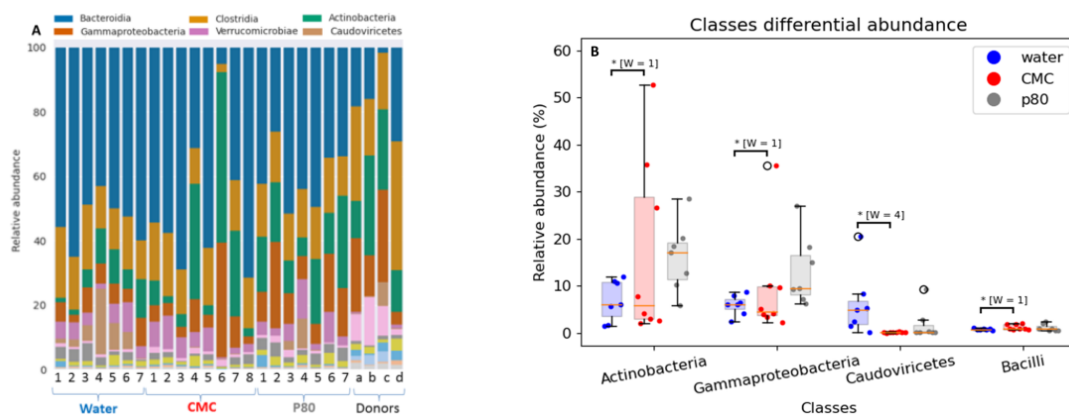 Bacteroidia Clostridia Actinobacteria
Gammaproteobacteria Verrucomicrobiae Caudoviricetes
A
100
80
60
40
20
0
Relative abundance
1 2 3 4 5 6 7 1 2 3 4 5 6 7 8 1 2 3 4 5 6 7 a b c d
Water CMC P80 Donors
Classes differential abundance
B
60
50
40
30
20
10
0
Relative abundance (%)
* [W = 1]
* [W = 1]
* [W = 4]
* [W = 1]
water
CMC
p80
Actinobacteria
Gammaproteobacteria
Caudoviricetes
Bacilli
Classes